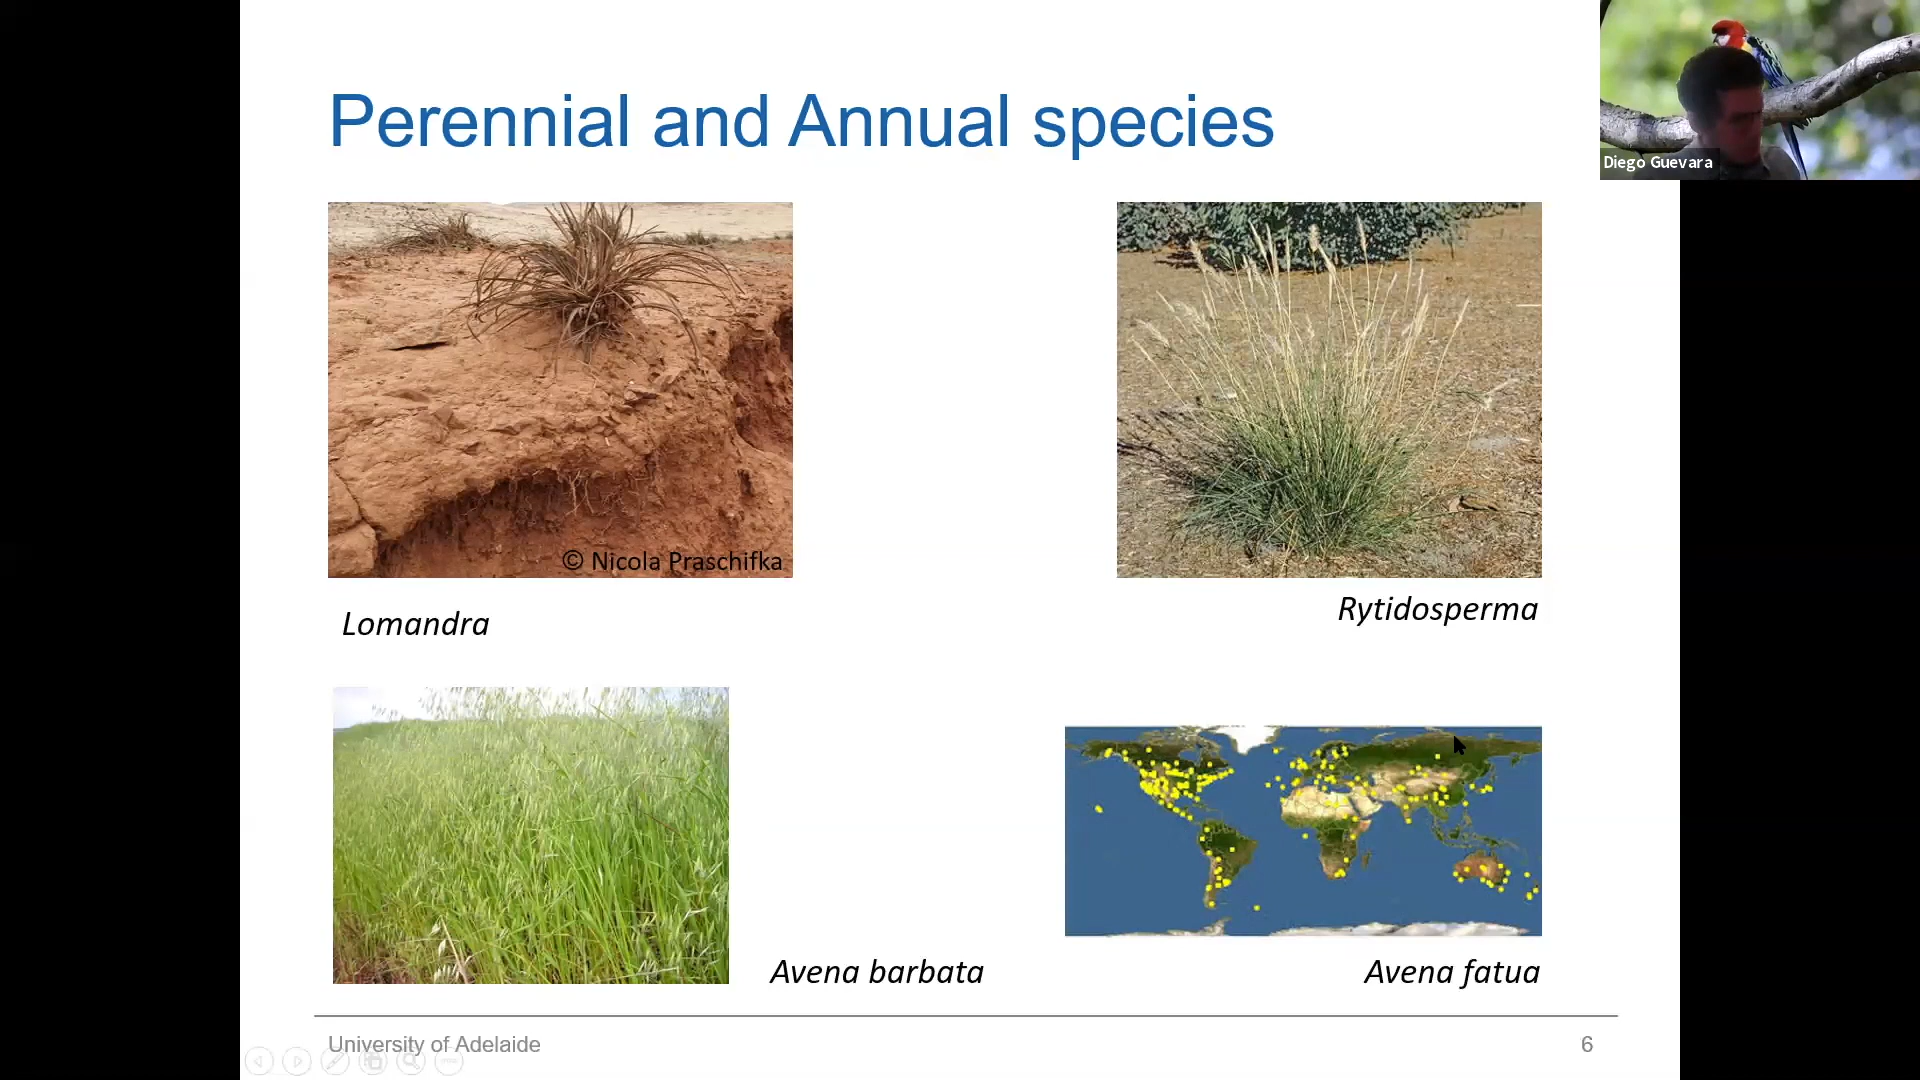 Perennial and Annual species
Diego Guevara
© Nicola Praschifka
Lomandra
Rytidosperma
Avena barbata
Avena fatua
University of Adelaide
6